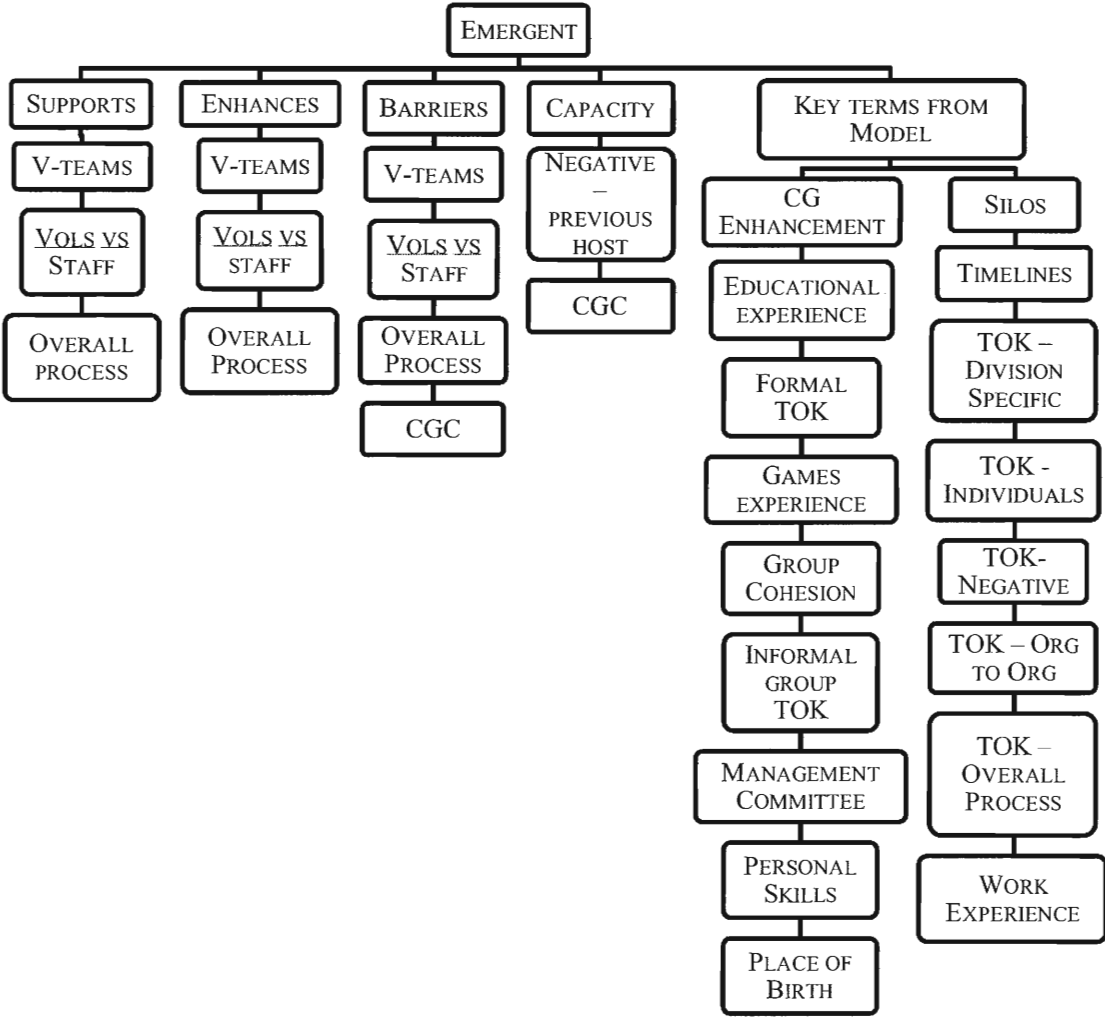 EMERGENT
SUPPORTS
V-TEAMS
VOLS VS
STAFF
OVERALL
PROCESS
ENHANCES
V-TEAMS
VOLS VS
STAFF
OVERALL
PROCESS
BARRIERS
V-TEAMS
VOLS VS
STAFF
OVERALL
PROCESS
CGC
CAPACITY
NEGATIVE
–
PREVIOUS
HOST
CGC
KEY TERMS FROM
MODEL
CG
ENHANCEMENT
EDUCATIONAL
EXPERIENCE
FORMAL
TOK
GAMES
EXPERIENCE
GROUP
COHESION
INFORMAL
GROUP
TOK
MANAGEMENT
COMMITTEE
PERSONAL
SKILLS
PLACE OF
BIRTH
SILOS
TIMELINES
TOK –
DIVISION
SPECIFIC
TOK -
INDIVIDUALS
TOK-
NEGATIVE
TOK – ORG
TO ORG
TOK –
OVERALL
PROCESS
WORK
EXPERIENCE